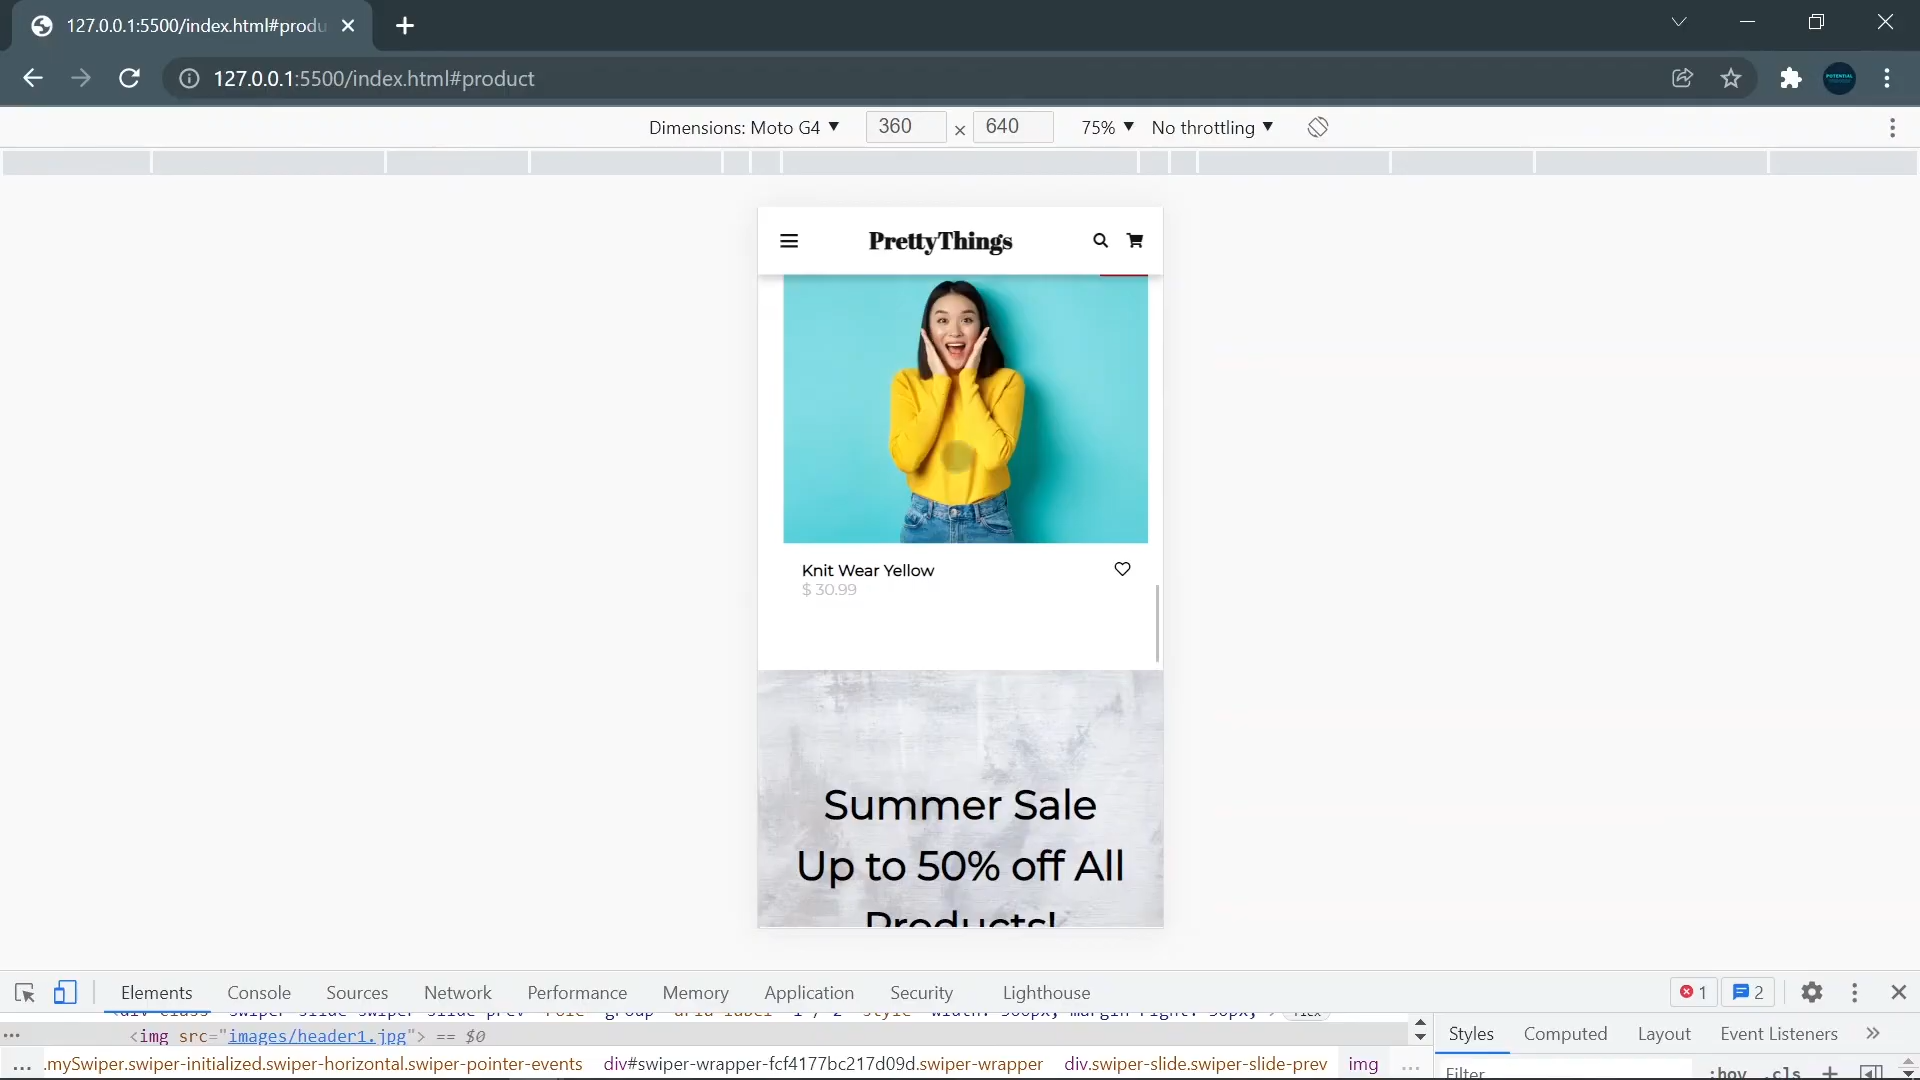 127.0.0.1:5500/index.html#produ
127.0.0.1:5500/index.html#product
Dimensions: Moto G4 360 × 640 75% No throttling
PrettyThings
Knit Wear Yellow
$ 30.99
Summer Sale
Up to 50% off All
Products!
Elements Console Sources Network Performance Memory Application Security Lighthouse 1 2
<img src="images/header1.jpg"> == $0
Styles Computed Layout Event Listeners
... .mySwiper.swiper-initialized.swiper-horizontal.swiper-pointer-events div#swiper-wrapper-fcf4177bc217d09d.swiper-wrapper div.swiper-slide.swiper-slide-prev img ...
Filter :hov .cls